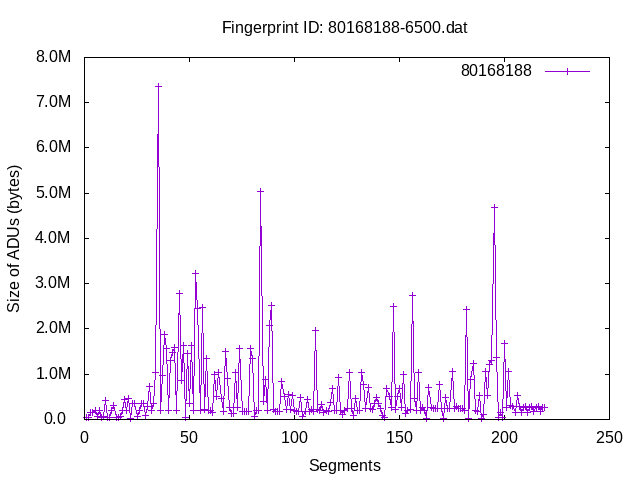 Fingerprint ID: 80168188-6500.dat
80168188
8.0M
7.0M
6.0M
5.0M
4.0M
3.0M
2.0M
1.0M
0.0
Size of ADUs (bytes)
0 50 100 150 200 250
Segments